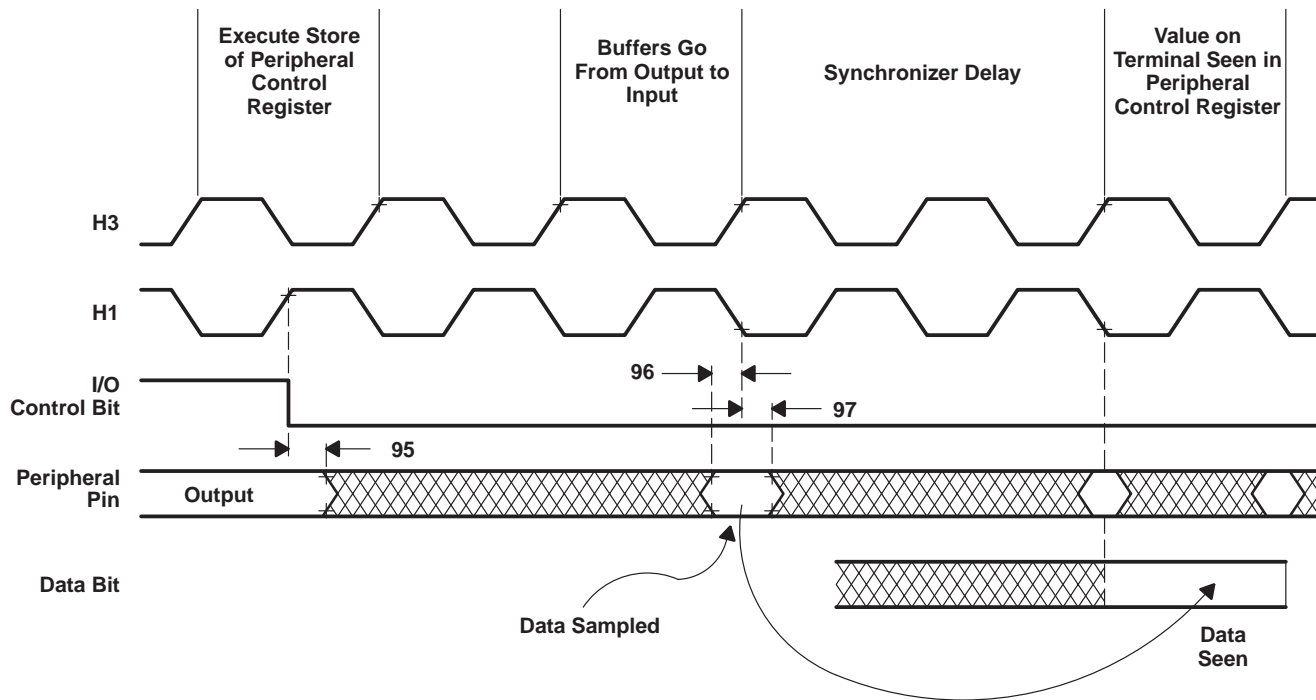 Execute Store
of Peripheral
Control
Register
Buffers Go
From Output to
Input
Synchronizer Delay
Value on
Terminal Seen in
Peripheral
Control Register
H3
H1
I/O
Control Bit
96
97
95
Peripheral
Pin
Output
Data Bit
Data Sampled
Data
Seen